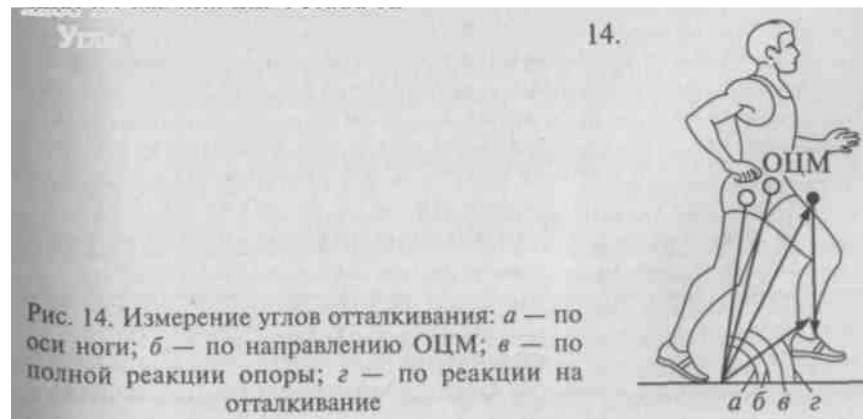 14.
ОЦМ
Рис. 14. Измерение углов отталкивания: а — по
оси ноги; б — по направлению ОЦМ; в — по
полной реакции опоры; г — по реакции на
отталкивание
а б в г